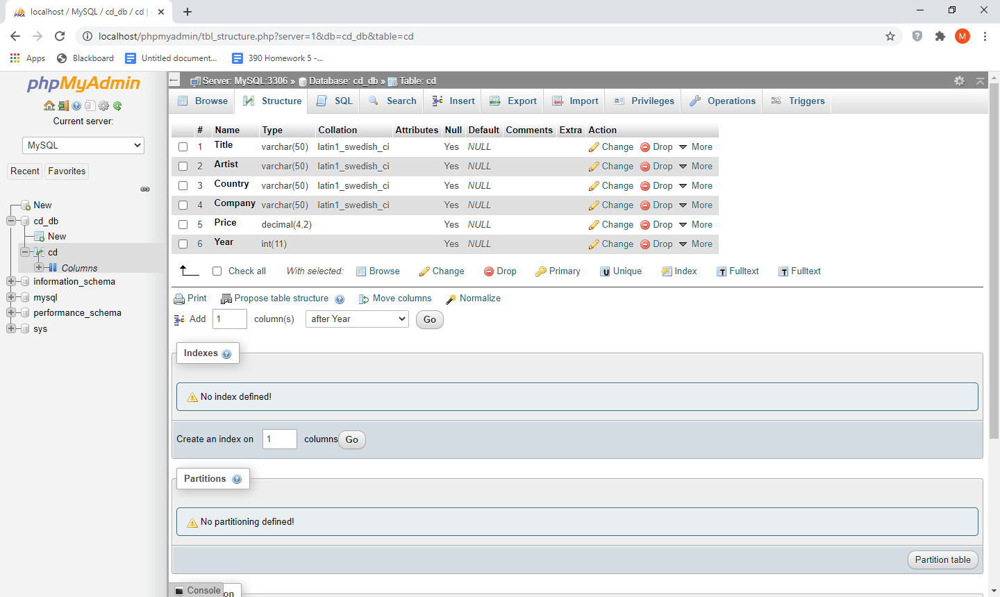 localhost / MySQL / cd_db / cd |
localhost/phpmyadmin/tbl_structure.php?server=1&db=cd_db&table=cd
M
Apps Blackboard Untitled document... 390 Homework 5 -...
phpMyAdmin
Current server:
MySQL
Recent Favorites
New
cd_db
New
cd
Columns
information_schema
mysql
performance_schema
sys
Server: MySQL:3306 » Database: cd_db » Table: cd
Browse Structure SQL Search Insert Export Import Privileges Operations Triggers
# Name Type Collation Attributes Null Default Comments Extra Action
1 Title varchar(50) latin1_swedish_ci Yes NULL Change Drop More
2 Artist varchar(50) latin1_swedish_ci Yes NULL Change Drop More
3 Country varchar(50) latin1_swedish_ci Yes NULL Change Drop More
4 Company varchar(50) latin1_swedish_ci Yes NULL Change Drop More
5 Price decimal(4,2) Yes NULL Change Drop More
6 Year int(11) Yes NULL Change Drop More
Check all With selected: Browse Change Drop Primary Unique Index Fulltext Fulltext
Print Propose table structure Move columns Normalize
Add 1 column(s) after Year Go
Indexes
No index defined!
Create an index on 1 columns Go
Partitions
No partitioning defined!
Partition table
Console on